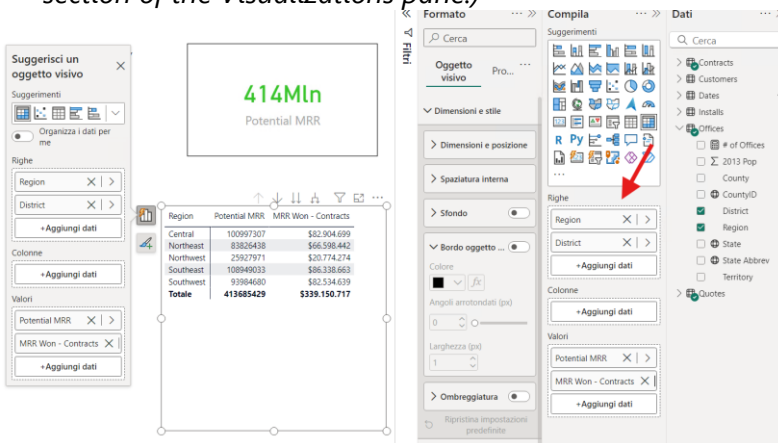 section of the Visualizations pane.)
Suggerisci un
oggetto visivo
Suggerimenti
Organizza i dati per
me
Righe
Region
District
+Aggiungi dati
Colonne
+Aggiungi dati
Valori
Potential MRR
MRR Won - Contracts
+Aggiungi dati
414Mln
Potential MRR
Region Potential MRR MRR Won - Contracts
Central 100997307 $82.904.699
Northeast 83826438 $66.598.442
Northwest 25927971 $20.774.274
Southeast 108949033 $86.338.663
Southwest 93984680 $82.534.639
Totale 413685429 $339.150.717
Filtri
Formato
Cerca
Oggetto
visivo
Pro...
Dimensioni e stile
Dimensioni e posizione
Spaziatura interna
Sfondo
Bordo oggetto ...
Colore
fx
Angoli arrotondati (px)
0
Larghezza (px)
1
Ombreggiatura
Ripristina impostazioni
predefinite
Compila
Suggerimenti
R Py
...
Righe
Region
District
+Aggiungi dati
Colonne
+Aggiungi dati
Valori
Potential MRR
MRR Won - Contracts
+Aggiungi dati
Dati
Cerca
Contracts
Customers
Dates
Installs
Offices
# of Offices
2013 Pop
County
CountyID
District
Region
State
State Abbrev
Territory
Quotes